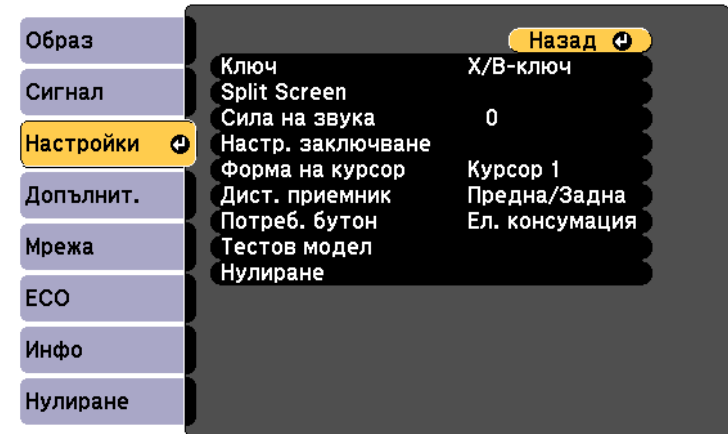 Образ
Сигнал
Настройки
Допълнит.
Мрежа
ECO
Инфо
Нулиране
Назад
Ключ Х/В-ключ
Split Screen
Сила на звука 0
Настр. заключване
Форма на курсор Курсор 1
Дист. приемник Предна/Задна
Потреб. бутон Ел. консумация
Тестов модел
Нулиране